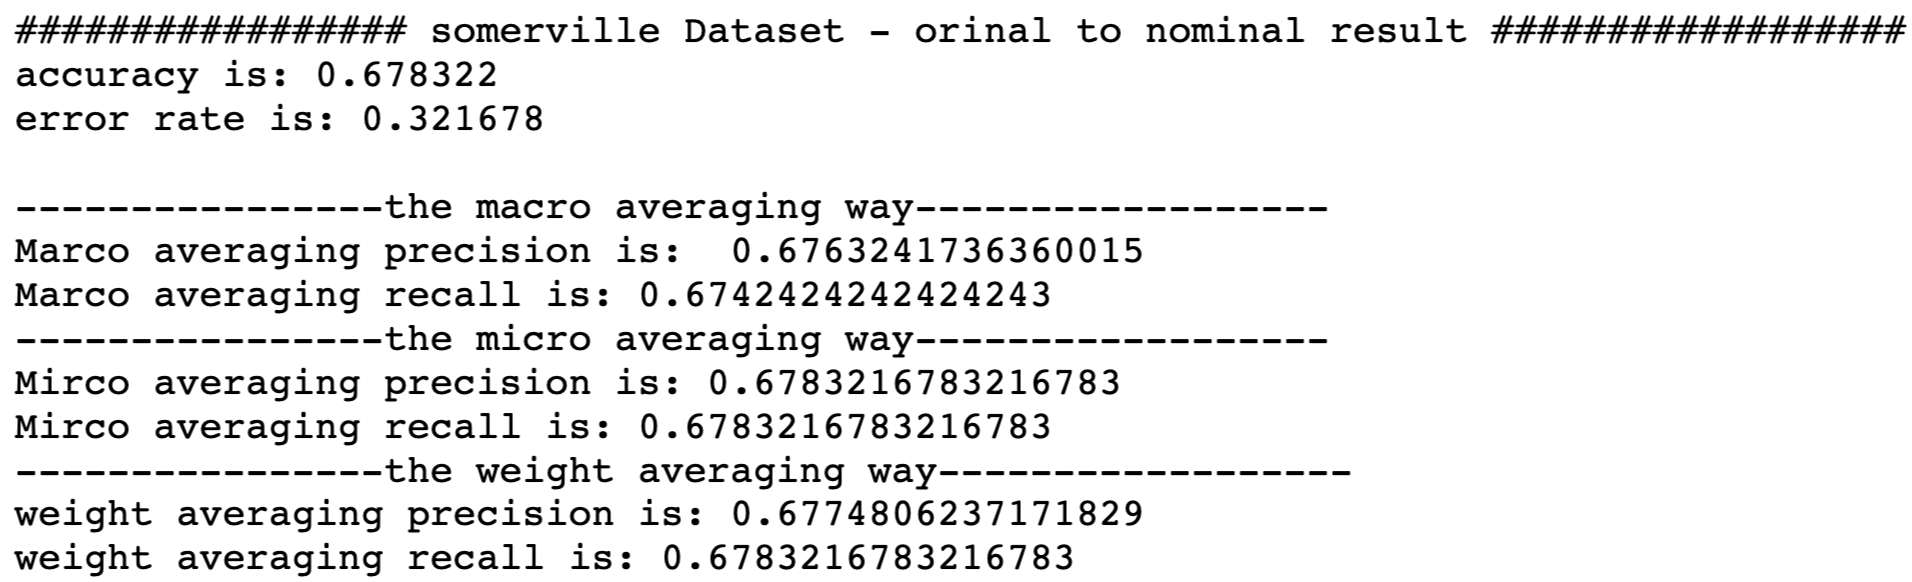 ################# somerville Dataset - orinal to nominal result ##################
accuracy is: 0.678322
error rate is: 0.321678
----------------the macro averaging way------------------
Marco averaging precision is:  0.6763241736360015
Marco averaging recall is: 0.6742424242424243
----------------the micro averaging way------------------
Mirco averaging precision is: 0.6783216783216783
Mirco averaging recall is: 0.6783216783216783
----------------the weight averaging way------------------
weight averaging precision is: 0.6774806237171829
weight averaging recall is: 0.6783216783216783